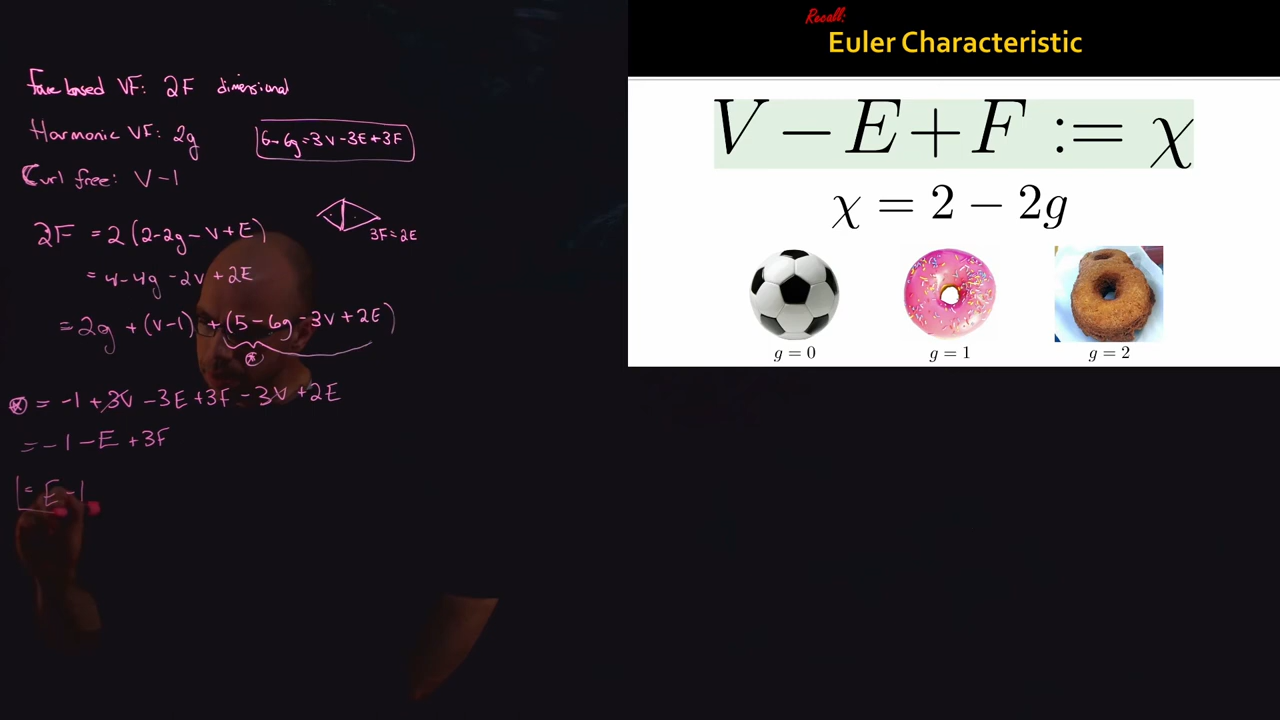 Face based VF: 2F dimensional
Harmonic VF: 2g
6-6g=3V-3E+3F
Curl free: V-1
2F = 2(2-2g-V+E)
3F=2E
= 4-4g-2V+2E
= 2g + (V-1) + (5-6g-3V+2E)
⊛
⊛ = -1 + 3V - 3E + 3F - 3V + 2E
= -1 - E + 3F
= E - 1
Recall:
Euler Characteristic
V − E + F := χ
χ = 2 − 2g
g = 0
g = 1
g = 2